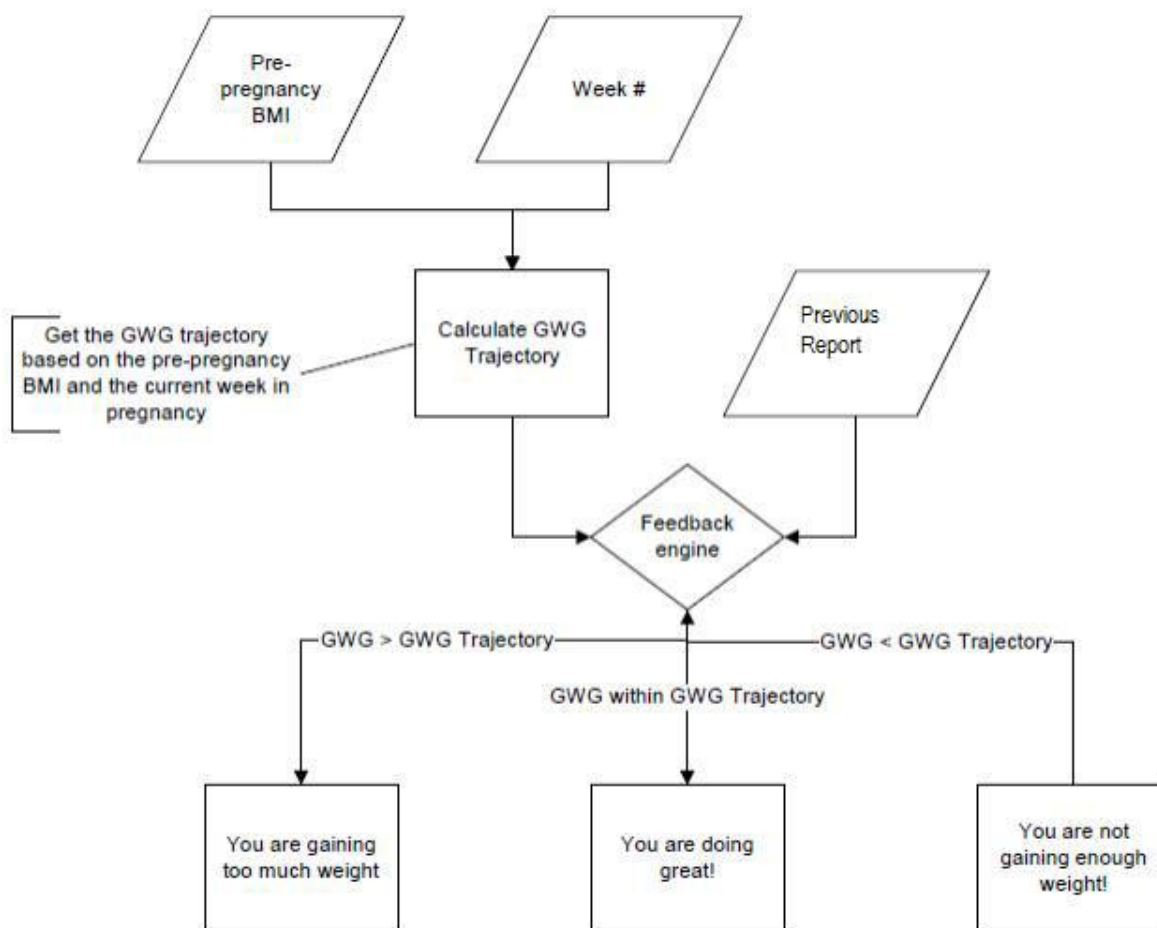 Pre-
pregnancy
BMI
Week #
Get the GWG trajectory
based on the pre-pregnancy
BMI and the current week in
pregnancy
Calculate GWG
Trajectory
Previous
Report
Feedback
engine
GWG > GWG Trajectory
GWG < GWG Trajectory
GWG within GWG Trajectory
You are gaining
too much weight
You are doing
great!
You are not
gaining enough
weight!